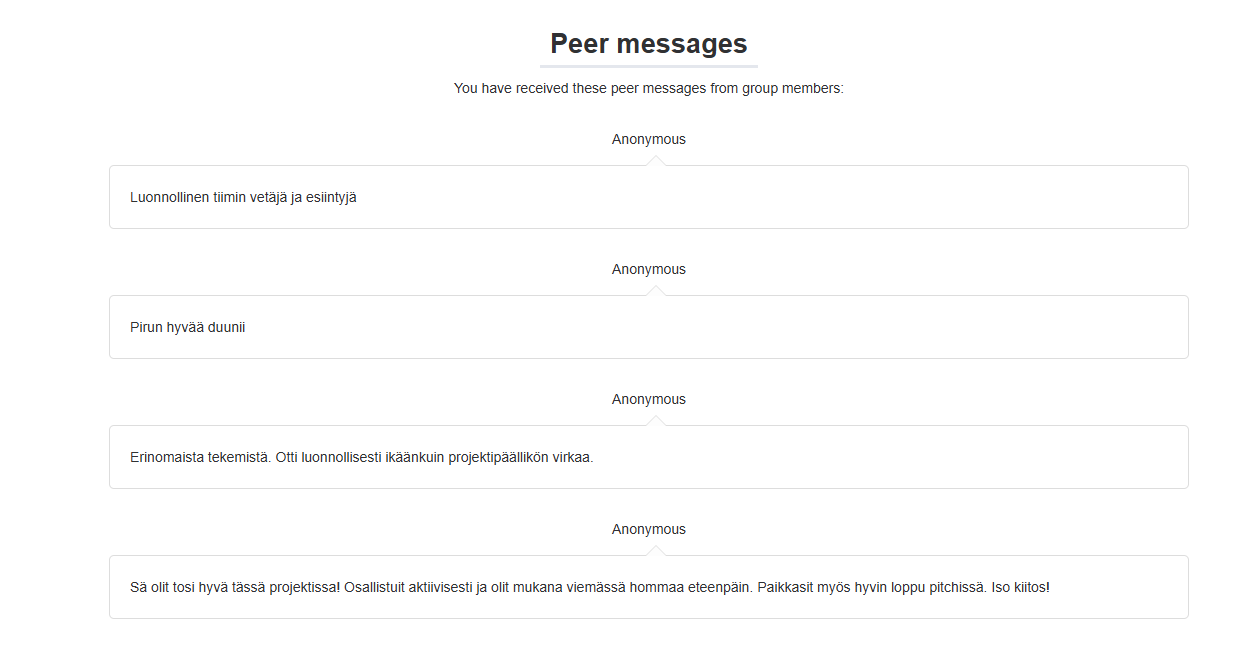 Peer messages
You have received these peer messages from group members:
Anonymous
Luonnollinen tiimin vetäjä ja esiintyjä
Anonymous
Pirun hyvää duunii
Anonymous
Erinomaista tekemistä. Otti luonnollisesti ikäänkuin projektipäällikön virkaa.
Anonymous
Sä olit tosi hyvä tässä projektissa! Osallistuit aktiivisesti ja olit mukana viemässä hommaa eteenpäin. Paikkasit myös hyvin loppu pitchissä. Iso kiitos!